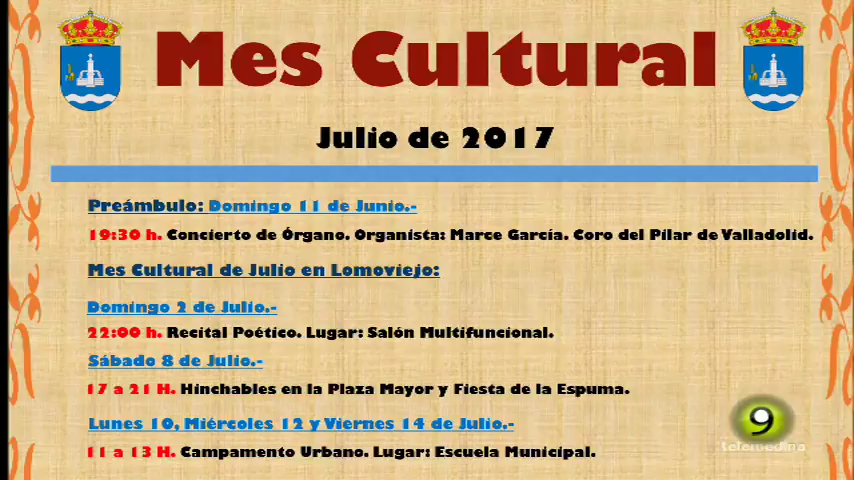 Mes Cultural
Julio de 2017
Preámbulo: Domingo 11 de Junio.-
19:30 h. Concierto de Órgano. Organista: Marce García. Coro del Pilar de Valladolid.
Mes Cultural de Julio en Lomoviejo:
Domingo 2 de Julio.-
22:00 h. Recital Poético. Lugar: Salón Multifuncional.
Sábado 8 de Julio.-
17 a 21 H. Hinchables en la Plaza Mayor y Fiesta de la Espuma.
Lunes 10, Miércoles 12 y Viernes 14 de Julio.-
11 a 13 H. Campamento Urbano. Lugar: Escuela Municipal.
9
telemedina